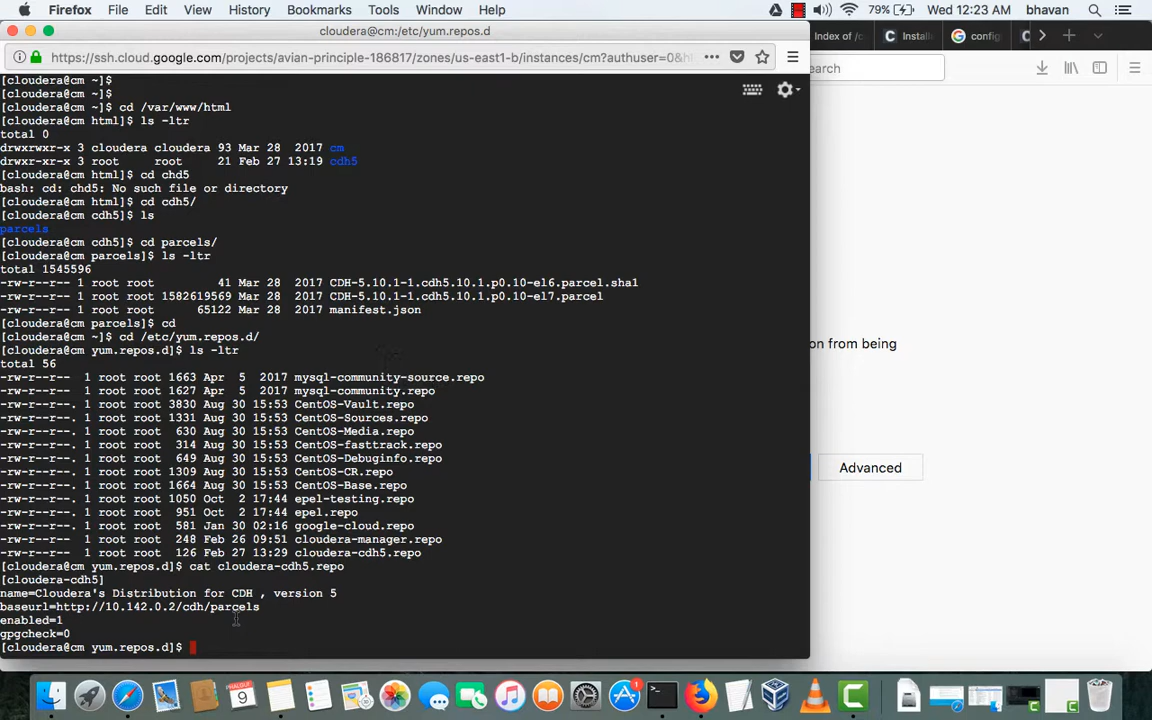 Firefox File Edit View History Bookmarks Tools Window Help 79% Wed 12:23 AM bhavan
cloudera@cm:/etc/yum.repos.d
Index of /c Install config
https://ssh.cloud.google.com/projects/avian-principle-186817/zones/us-east1-b/instances/cm?authuser=0&h
earch
[cloudera@cm ~]$
[cloudera@cm ~]$
[cloudera@cm ~]$ cd /var/www/html
[cloudera@cm html]$ ls -ltr
total 0
drwxrwxr-x 3 cloudera cloudera 93 Mar 28 2017 cm
drwxr-xr-x 3 root root 21 Feb 27 13:19 cdh5
[cloudera@cm html]$ cd chd5
bash: cd: chd5: No such file or directory
[cloudera@cm html]$ cd cdh5/
[cloudera@cm cdh5]$ ls
parcels
[cloudera@cm cdh5]$ cd parcels/
[cloudera@cm parcels]$ ls -ltr
total 1545596
-rw-r--r-- 1 root root 41 Mar 28 2017 CDH-5.10.1-1.cdh5.10.1.p0.10-el6.parcel.sha1
-rw-r--r-- 1 root root 1582619569 Mar 28 2017 CDH-5.10.1-1.cdh5.10.1.p0.10-el7.parcel
-rw-r--r-- 1 root root 65122 Mar 28 2017 manifest.json
[cloudera@cm parcels]$ cd
[cloudera@cm ~]$ cd /etc/yum.repos.d/
[cloudera@cm yum.repos.d]$ ls -ltr
total 56
-rw-r--r-- 1 root root 1663 Apr 5 2017 mysql-community-source.repo
-rw-r--r-- 1 root root 1627 Apr 5 2017 mysql-community.repo
-rw-r--r--. 1 root root 3830 Aug 30 15:53 CentOS-Vault.repo
-rw-r--r--. 1 root root 1331 Aug 30 15:53 CentOS-Sources.repo
-rw-r--r--. 1 root root 630 Aug 30 15:53 CentOS-Media.repo
-rw-r--r--. 1 root root 314 Aug 30 15:53 CentOS-fasttrack.repo
-rw-r--r--. 1 root root 649 Aug 30 15:53 CentOS-Debuginfo.repo
-rw-r--r--. 1 root root 1309 Aug 30 15:53 CentOS-CR.repo
-rw-r--r--. 1 root root 1664 Aug 30 15:53 CentOS-Base.repo
-rw-r--r-- 1 root root 1050 Oct 2 17:44 epel-testing.repo
-rw-r--r-- 1 root root 951 Oct 2 17:44 epel.repo
-rw-r--r--. 1 root root 581 Jan 30 02:16 google-cloud.repo
-rw-r--r-- 1 root root 248 Feb 26 09:51 cloudera-manager.repo
-rw-r--r-- 1 root root 126 Feb 27 13:29 cloudera-cdh5.repo
[cloudera@cm yum.repos.d]$ cat cloudera-cdh5.repo
[cloudera-cdh5]
name=Cloudera's Distribution for CDH , version 5
baseurl=http://10.142.0.2/cdh/parcels
enabled=1
gpgcheck=0
[cloudera@cm yum.repos.d]$
on from being
Advanced
9
1